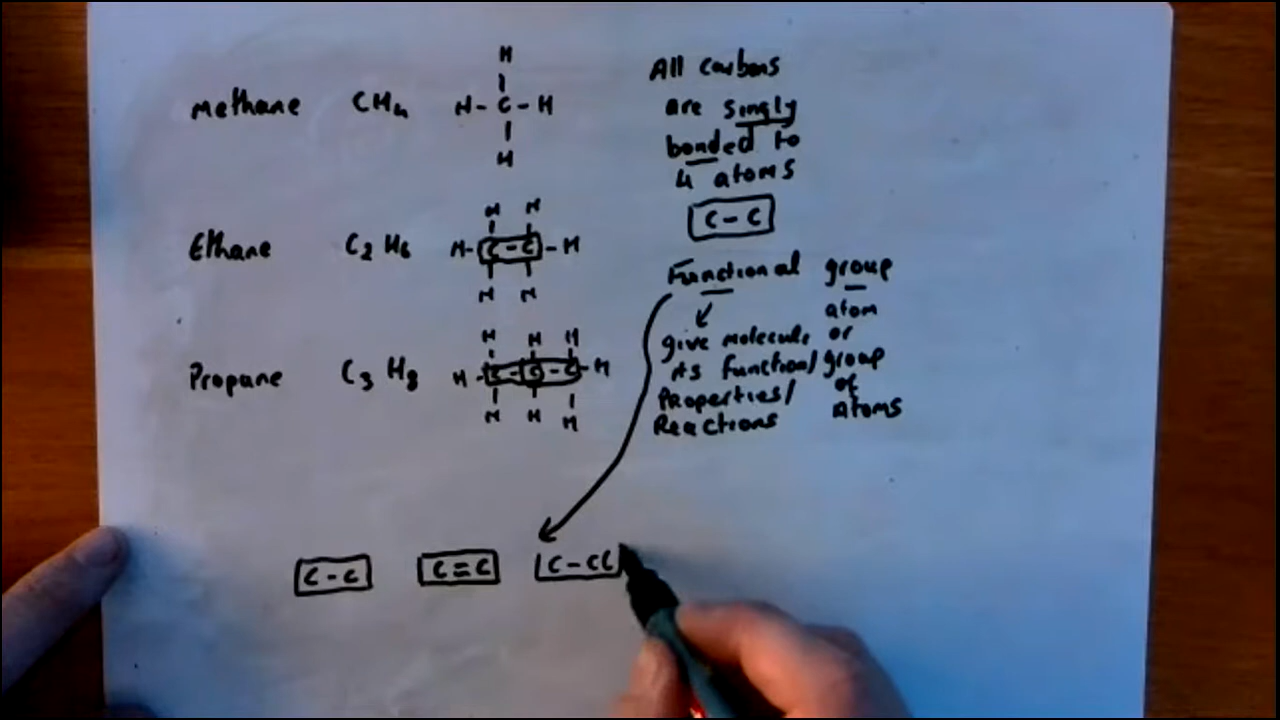 H
Methane CH4 H-C-H
H
All carbons
are singly
bonded to
4 atoms
C-C
H H
Ethane C2 H6 H-C-C-H
H H
Functional group
atom
or
group
of
atoms
give molecule
its function/
Properties/
Reactions
H H H
Propane C3 H8 H-C-C-C-H
H H H
C-C C=C C-Cl